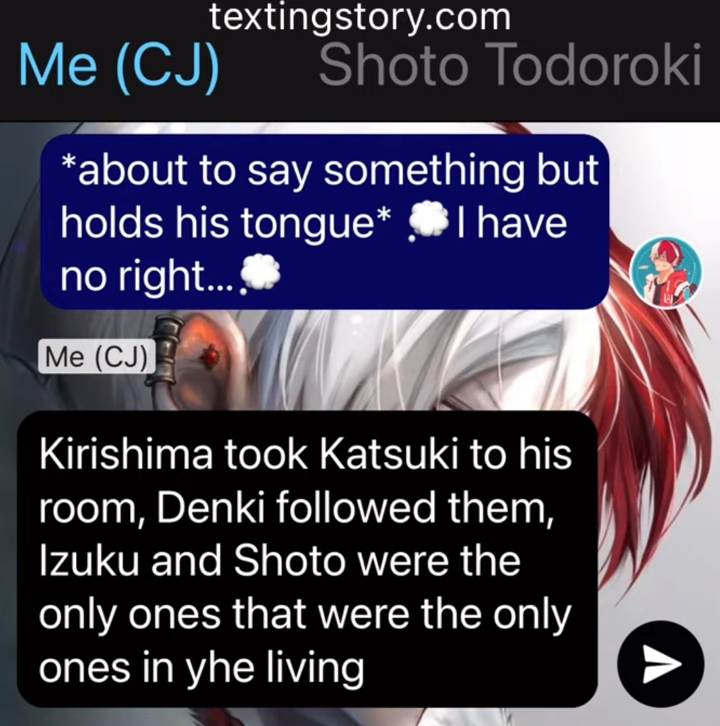 textingstory.com
Me (CJ) Shoto Todoroki
*about to say something but
holds his tongue* 💭I have
no right...💭
Me (CJ)
Kirishima took Katsuki to his
room, Denki followed them,
Izuku and Shoto were the
only ones that were the only
ones in yhe living